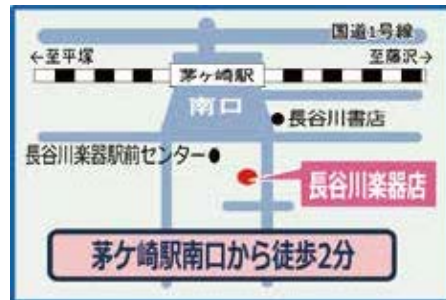 国道1号線
←至平塚
至藤沢→
茅ヶ崎駅
南口
●長谷川書店
長谷川楽器駅前センター●
長谷川楽器店
茅ケ崎駅南口から徒歩2分